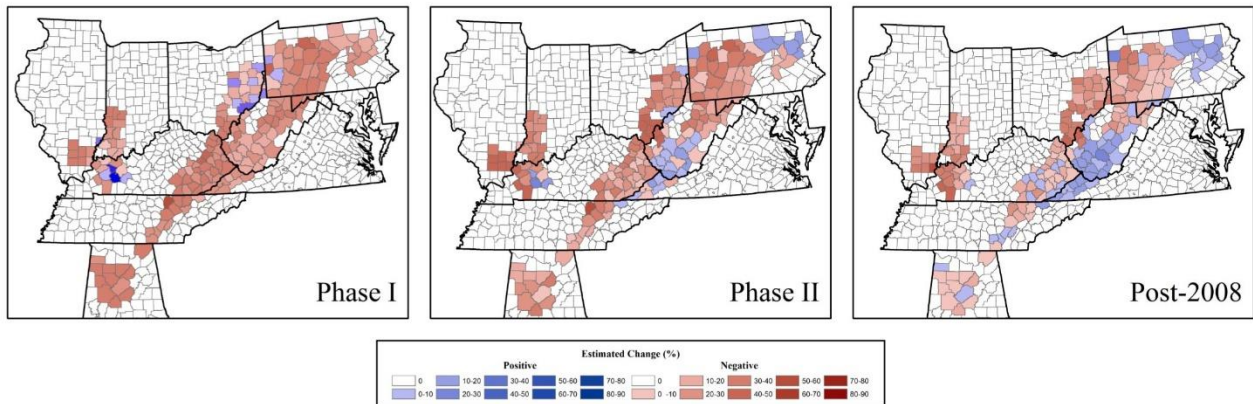 Phase I
Phase II
Post-2008
Estimated Change (%)
Positive Negative
0 10-20 30-40 50-60 70-80 0 10-20 30-40 50-60 70-80
0-10 20-30 40-50 60-70 80-90 0 -10 20-30 40-50 60-70 80-90